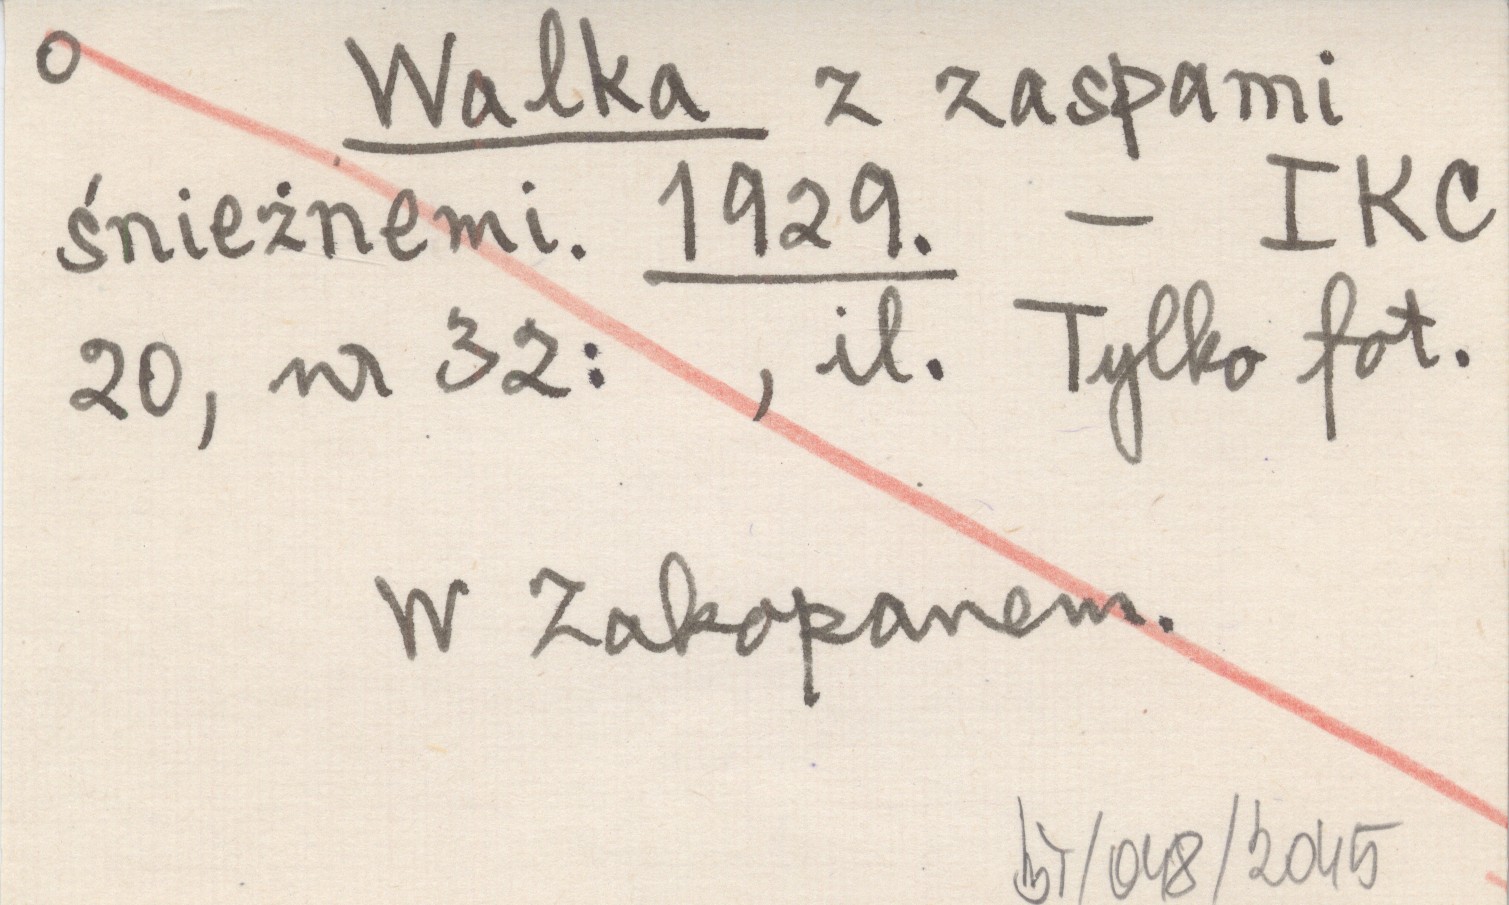 o Walka z zaspami
śnieżnemi. 1929. — IKC
20, nr 32: , il. Tylko fot.
W Zakopanem.
/048/2045